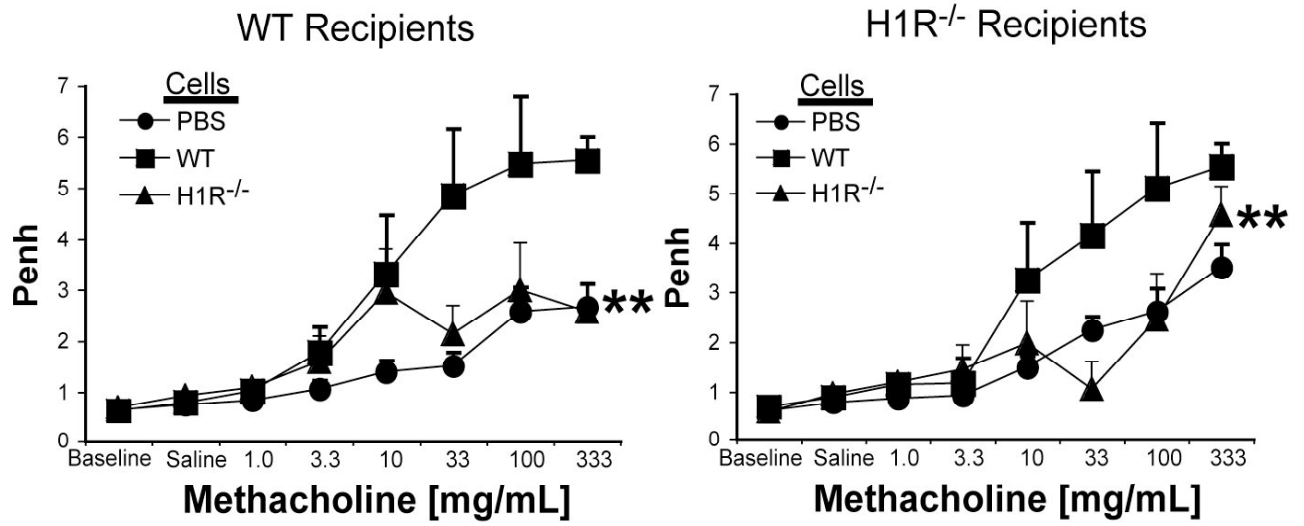 WT Recipients
Cells
PBS
WT
H1R-/-
7
6
5
4
3
2
1
0
Penh
**
Baseline Saline 1.0 3.3 10 33 100 333
Methacholine [mg/mL]
H1R-/- Recipients
Cells
PBS
WT
H1R-/-
7
6
5
4
3
2
1
0
Penh
**
Baseline Saline 1.0 3.3 10 33 100 333
Methacholine [mg/mL]